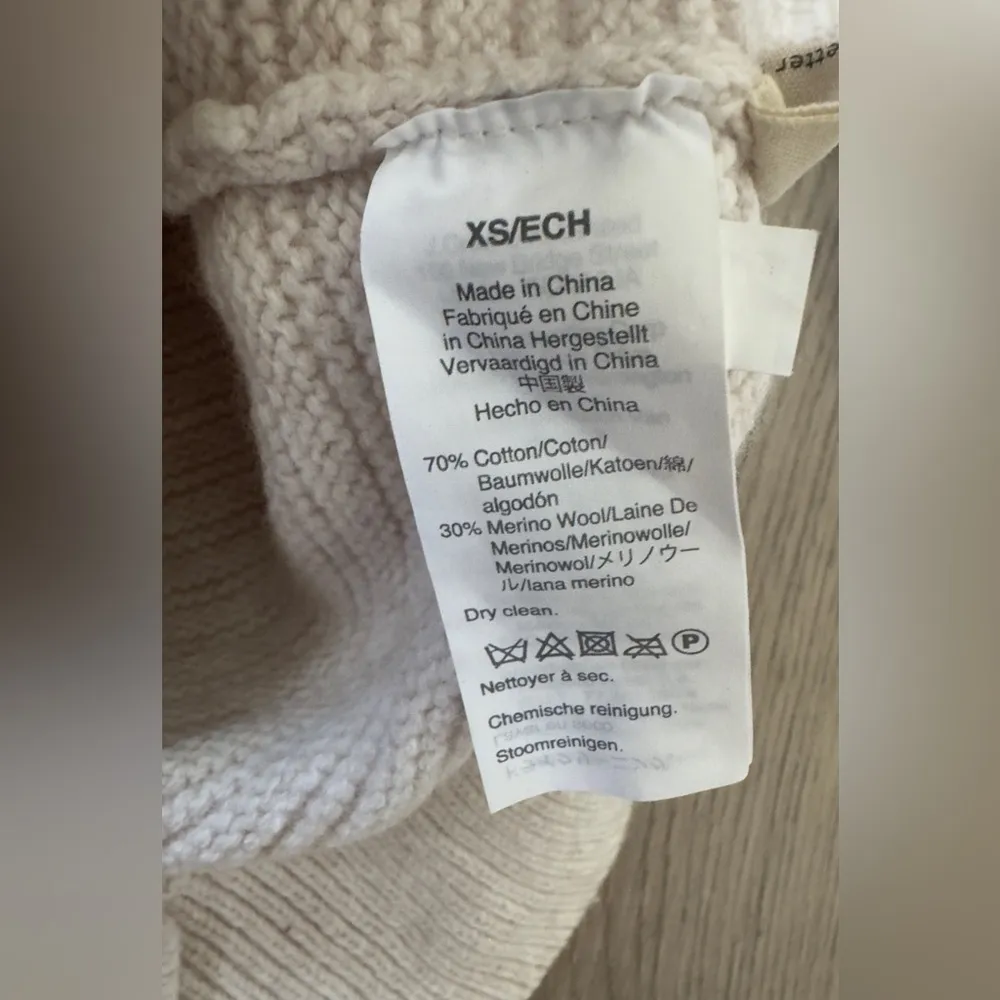 etter
XS/ECH
Made in China
Fabriqué en Chine
in China Hergestellt
Vervaardigd in China
中国製
Hecho en China
70% Cotton/Coton/
Baumwolle/Katoen/綿/
algodón
30% Merino Wool/Laine De
Merinos/Merinowolle/
Merinowol/メリノウー
ル/lana merino
Dry clean.
P
Nettoyer à sec.
Chemische reinigung.
Stoomreinigen.